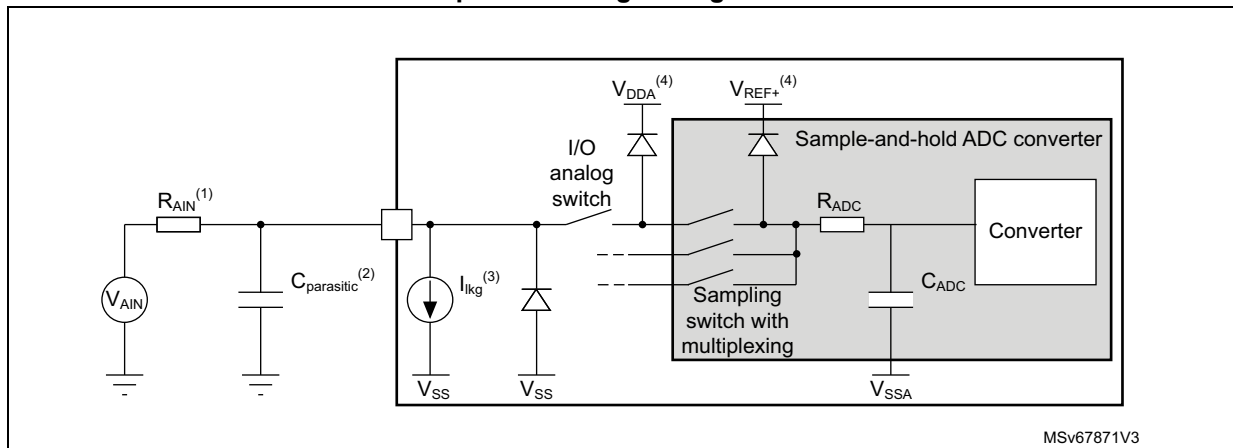 V_DDA^(4)
V_REF+^(4)
Sample-and-hold ADC converter
I/O
analog
switch
R_AIN^(1)
R_ADC
Converter
V_AIN
C_parasitic^(2)
I_lkg^(3)
C_ADC
Sampling
switch with
multiplexing
V_SS
V_SS
V_SSA
MSv67871V3